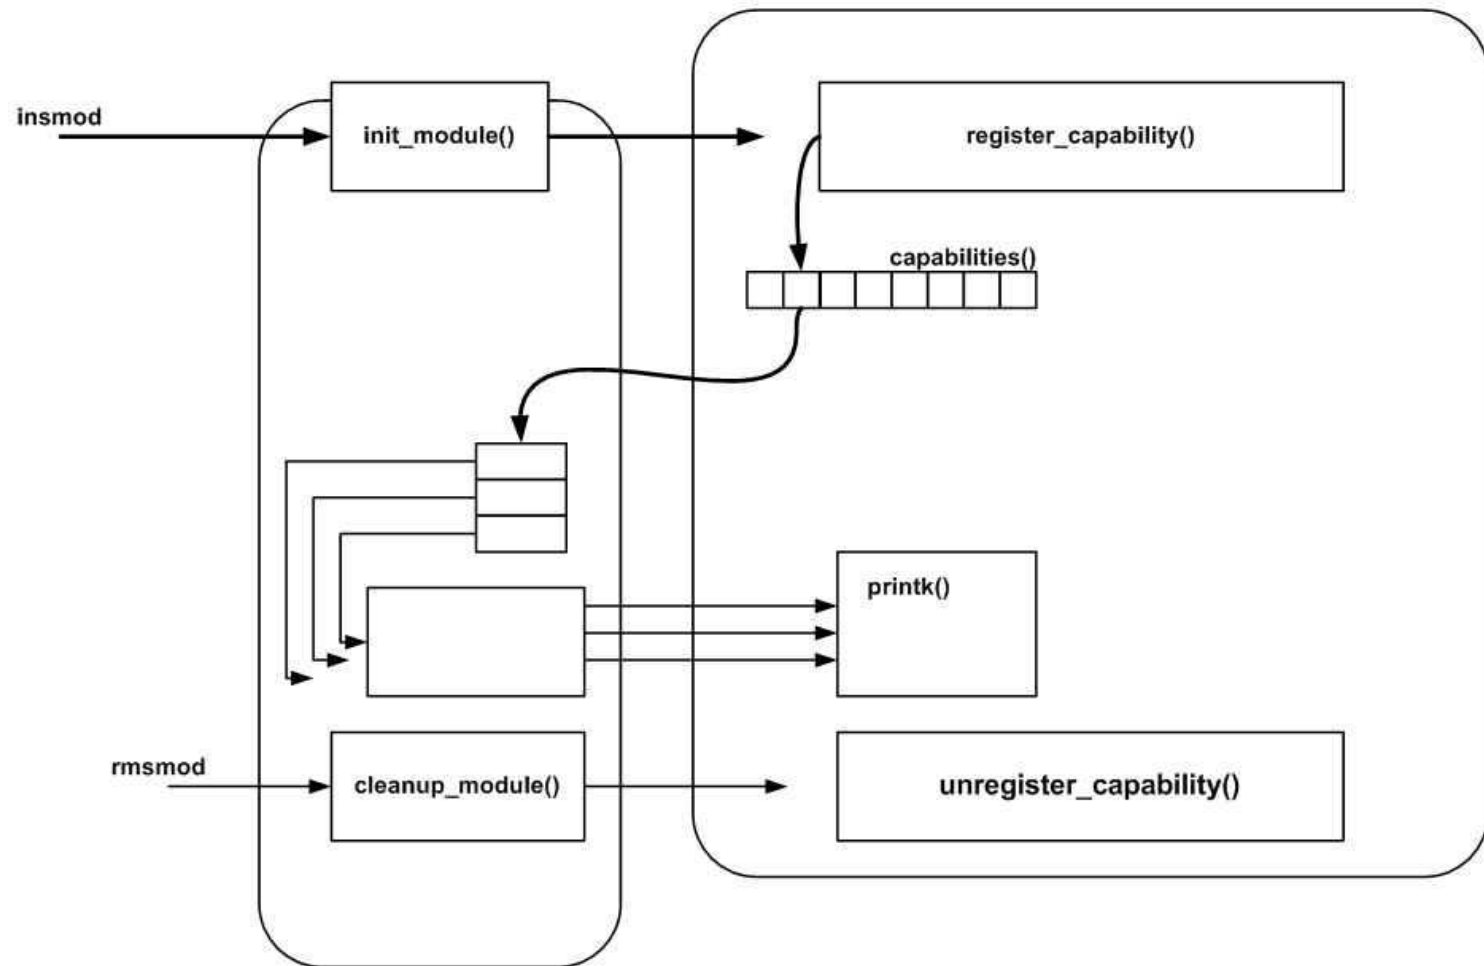 insmod
init_module()
register_capability()
capabilities()
printk()
rmsmod
cleanup_module()
unregister_capability()